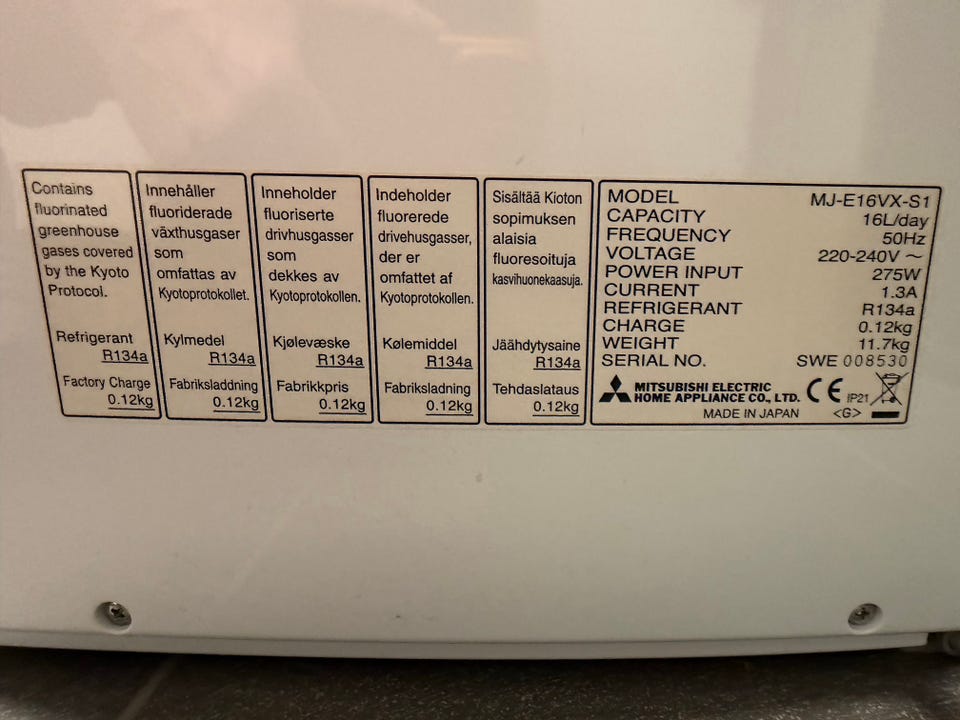 Contains
fluorinated
greenhouse
gases covered
by the Kyoto
Protocol.
Refrigerant
R134a
Factory Charge
0.12kg
Innehåller
fluoriderade
växthusgaser
som
omfattas av
Kyotoprotokollet.
Kylmedel
R134a
Fabriksladdning
0.12kg
Inneholder
fluoriserte
drivhusgasser
som
dekkes av
Kyotoprotokollen.
Kjølevæske
R134a
Fabrikkpris
0.12kg
Indeholder
fluorerede
drivehusgasser,
der er
omfattet af
Kyotoprotokollen.
Kølemiddel
R134a
Fabriksladning
0.12kg
Sisältää Kioton
sopimuksen
alaisia
fluoresoituja
kasvihuonekaasuja.
Jäähdytysaine
R134a
Tehdaslataus
0.12kg
MODEL MJ-E16VX-S1
CAPACITY 16L/day
FREQUENCY 50Hz
VOLTAGE 220-240V ~
POWER INPUT 275W
CURRENT 1.3A
REFRIGERANT R134a
CHARGE 0.12kg
WEIGHT 11.7kg
SERIAL NO. SWE 008530
MITSUBISHI ELECTRIC
HOME APPLIANCE CO., LTD. CE IP21
MADE IN JAPAN <G>